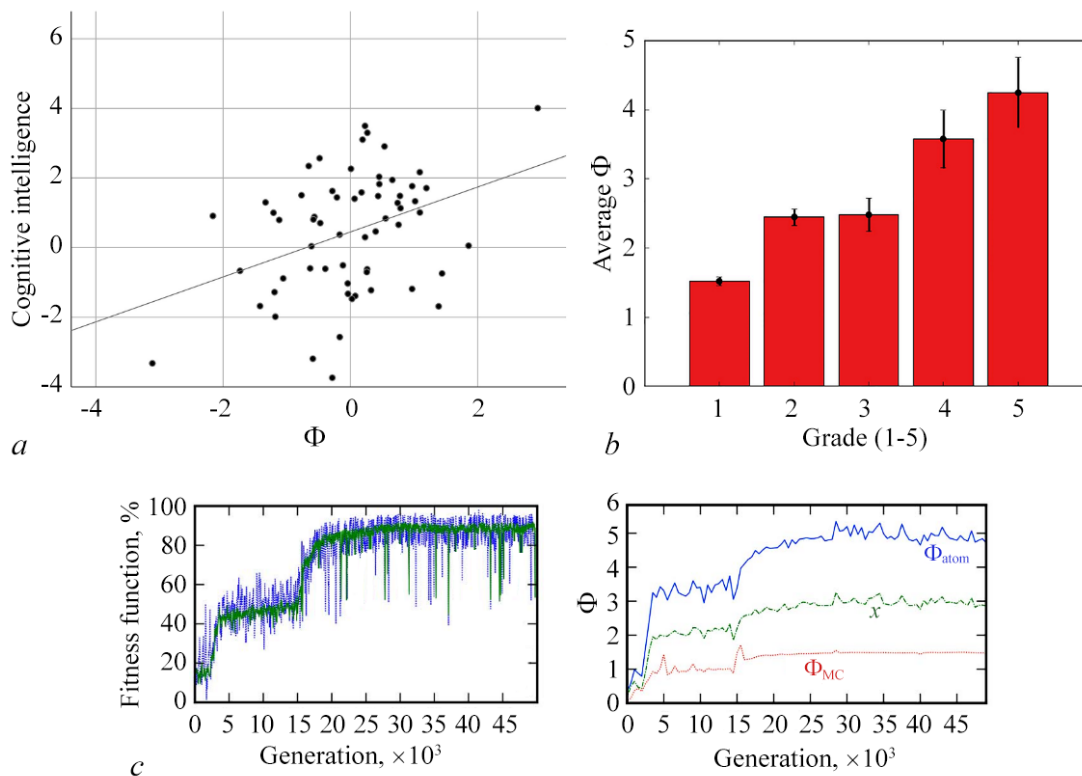 Cognitive intelligence
6
4
2
0
-2
-4
-4
-2
0
2
Φ
a
Average Φ
5
4
3
2
1
0
1
2
3
4
5
Grade (1-5)
b
Fitness function, %
100
80
60
40
20
0
0 5 10 15 20 25 30 35 40 45
Generation, ×10³
c
Φ
6
5
4
3
2
1
0
Φatom
x
ΦMC
0 5 10 15 20 25 30 35 40 45
Generation, ×10³